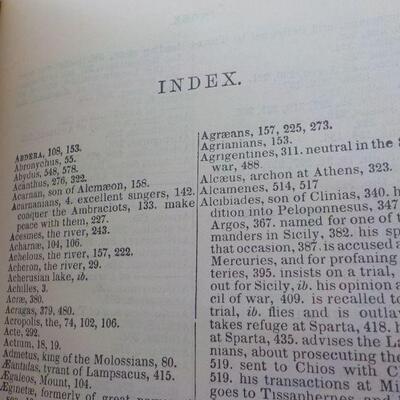 INDEX.
ABDERA, 108, 153.
Abronychus, 55.
Abydus, 548, 578.
Acanthus, 276, 322.
Acarnan, son of Alcmæon, 158.
Acarnanians, 4. excellent singers, 142.
conquer the Ambraciots, 133. make
peace with them, 227.
Acesines, the river, 243.
Acharnæ, 104, 106.
Achelous, the river, 157, 222.
Acheron, the river, 29.
Acherusian lake, ib.
Achilles, 3.
Acræ, 380.
Acragas, 379, 480.
Acropolis, the, 74, 102, 106.
Acte, 292.
Actium, 18, 19.
Admetus, king of the Molossians, 80.
Æantidas, tyrant of Lampsacus, 415.
Ægaleos, Mount, 104.
Æginetæ, formerly of great
Agræans, 157, 225, 273.
Agrianians, 153.
Agrigentines, 311. neutral in the S
war, 488.
Alcæus, archon at Athens, 323.
Alcamenes, 514, 517
Alcibiades, son of Clinias, 340. h
dition into Peloponnesus, 347
Argos, 367. named for one of t
manders in Sicily, 382. his sp
that occasion, 387. is accused a
Mercuries, and for profaning
teries, 395. insists on a trial,
out for Sicily, ib. his opinion a
cil of war, 409. is recalled to
trial, ib. flies and is outlaw
takes refuge at Sparta, 418. h
at Sparta, 435. advises the La
nians, about prosecuting the
519. sent to Chios with C
519. his transactions at Mi
goes to Tissaphernes, and